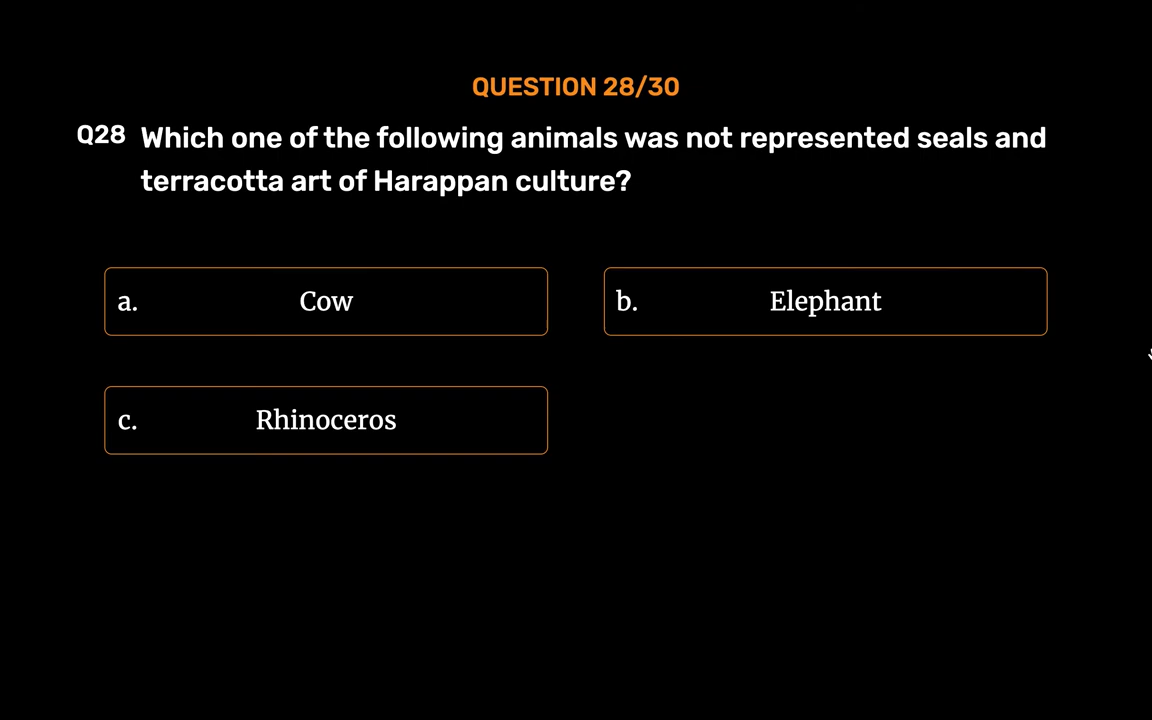 QUESTION 28/30
Q28 Which one of the following animals was not represented seals and
terracotta art of Harappan culture?
a. Cow
b. Elephant
c. Rhinoceros